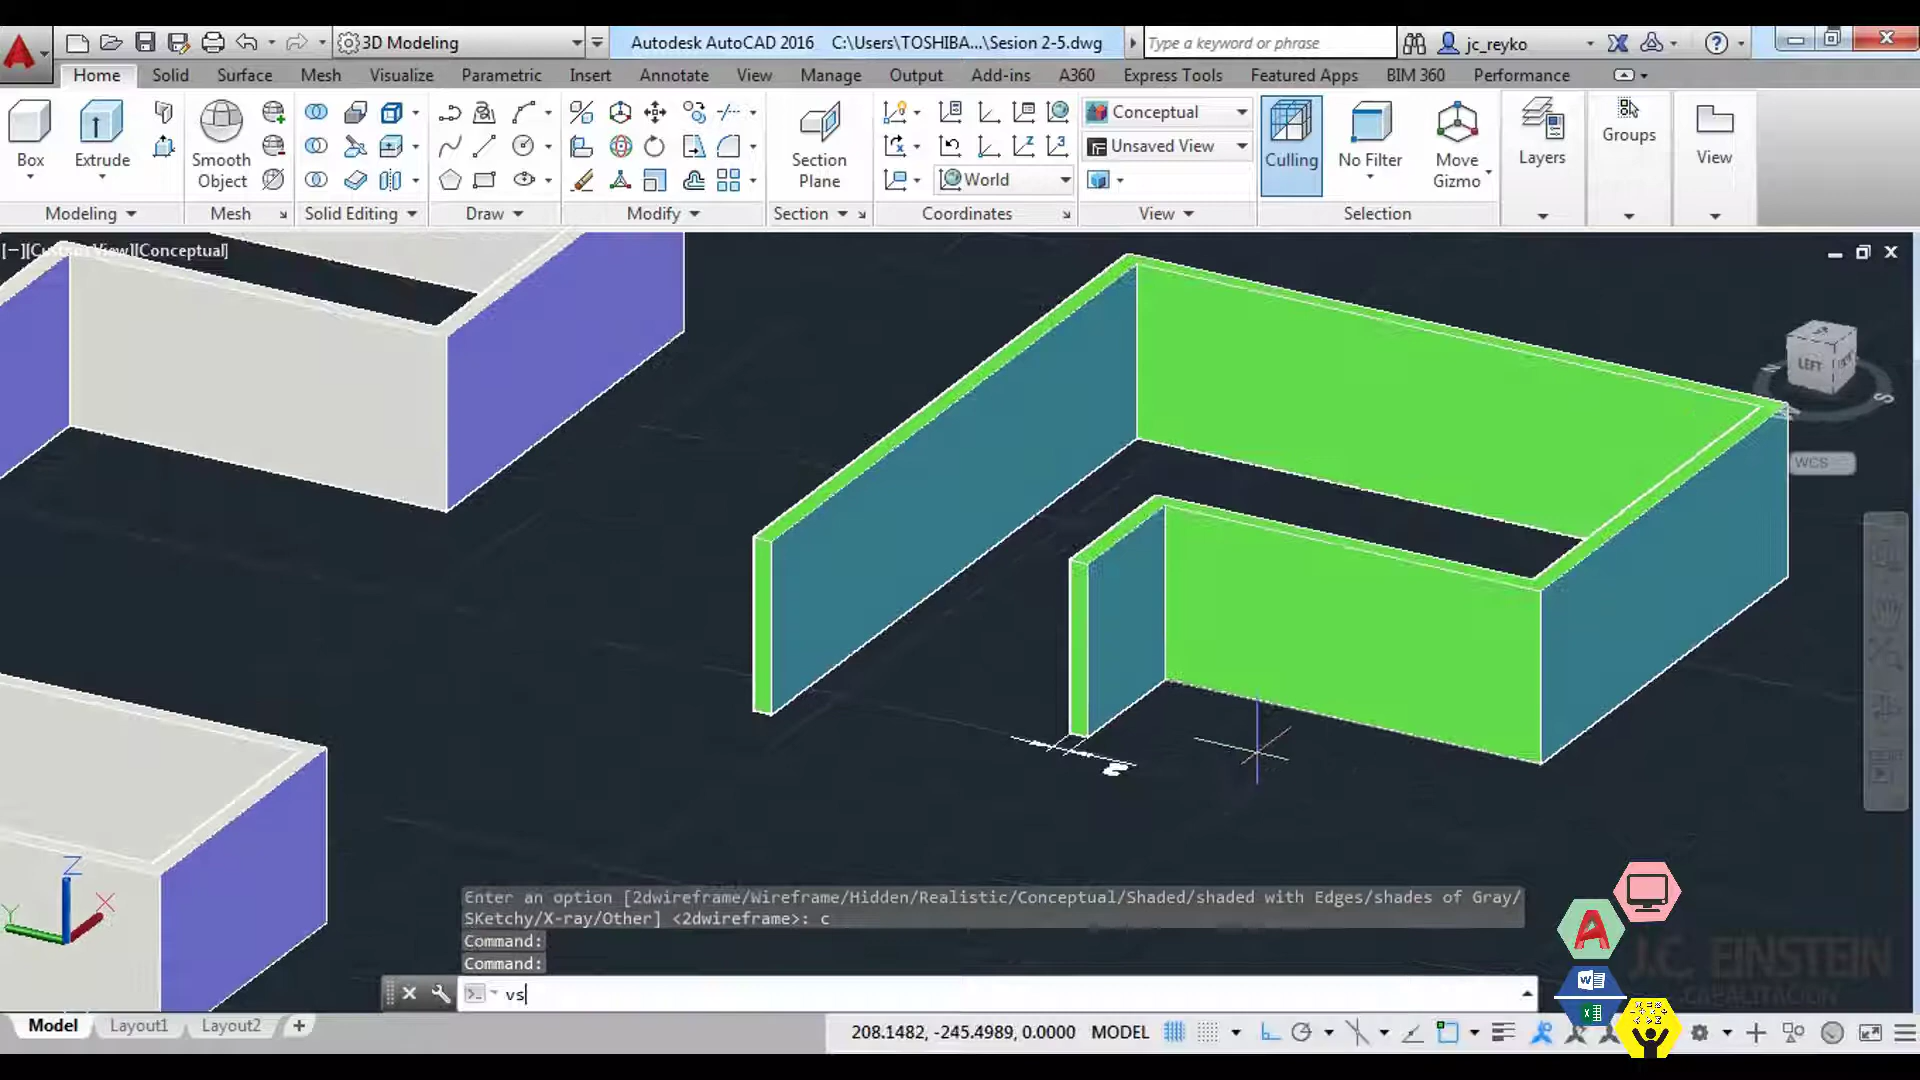 3D Modeling
Autodesk AutoCAD 2016 C:\Users\TOSHIBA...\Sesion 2-5.dwg
Type a keyword or phrase
jc_reyko
Home Solid Surface Mesh Visualize Parametric Insert Annotate View Manage Output Add-ins A360 Express Tools Featured Apps BIM 360 Performance
Box
Extrude
Smooth
Object
Section
Plane
World
Conceptual
Unsaved View
Culling
No Filter
Move
Gizmo
Layers
Groups
View
Modeling Mesh Solid Editing Draw Modify Section Coordinates View Selection
[−][Custom View][Conceptual]
LEFT
N
S
WCS
Z
X
Y
Enter an option [2dwireframe/Wireframe/Hidden/Realistic/Conceptual/Shaded/shaded with Edges/shades of Gray/
SKetchy/X-ray/Other] <2dwireframe>: c
Command:
Command:
vs
J.C. EINSTEIN
CAPACITACION
Model Layout1 Layout2 +
208.1482, -245.4989, 0.0000 MODEL